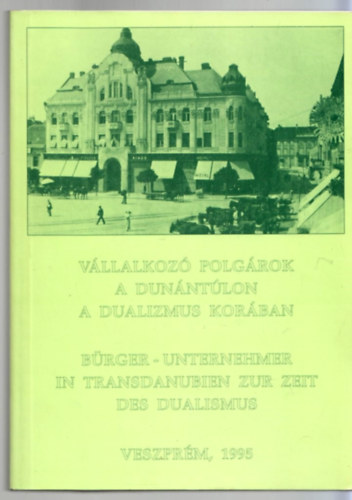 VÁLLALKOZÓ POLGÁROK
A DUNÁNTÚLON
A DUALIZMUS KORÁBAN
BÜRGER-UNTERNEHMER
IN TRANSDANUBIEN ZUR ZEIT
DES DUALISMUS
VESZPRÉM, 1995